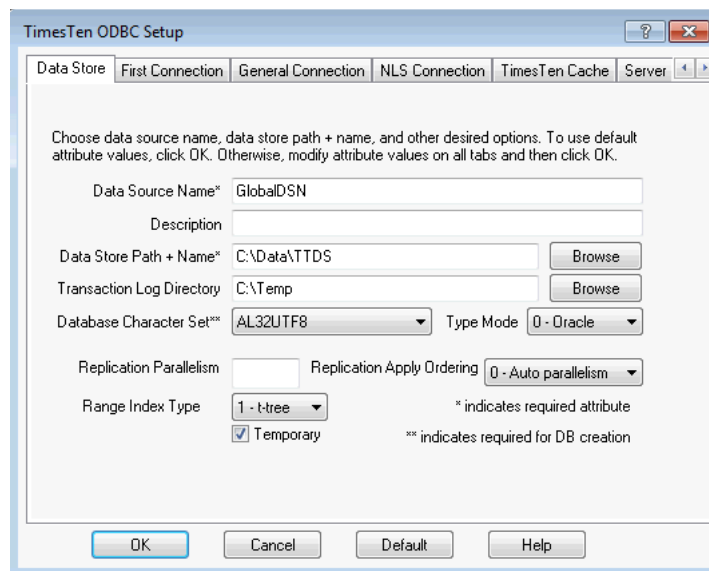 TimesTen ODBC Setup
Data Store First Connection General Connection NLS Connection TimesTen Cache Server
Choose data source name, data store path + name, and other desired options. To use default
attribute values, click OK. Otherwise, modify attribute values on all tabs and then click OK.
Data Source Name* GlobalDSN
Description
Data Store Path + Name* C:\Data\TTDS Browse
Transaction Log Directory C:\Temp Browse
Database Character Set** AL32UTF8 Type Mode 0 - Oracle
Replication Parallelism Replication Apply Ordering 0 - Auto parallelism
Range Index Type 1 - t-tree * indicates required attribute
Temporary ** indicates required for DB creation
OK Cancel Default Help